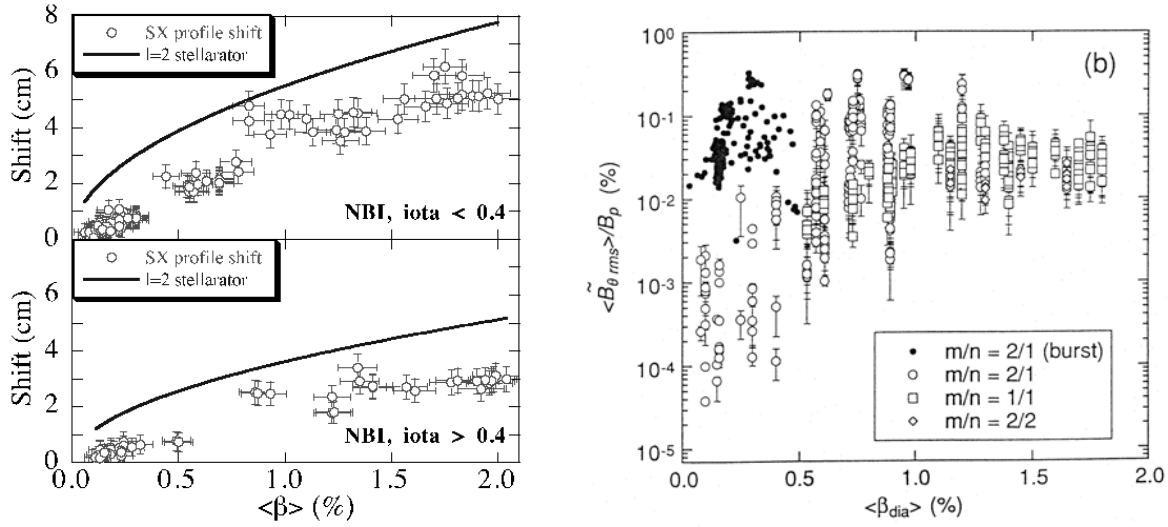 8
6
4
2
0
Shift (cm)
SX profile shift
l=2 stellarator
NBI, iota < 0.4
6
4
2
0
Shift (cm)
SX profile shift
l=2 stellarator
NBI, iota > 0.4
0.0 0.5 1.0 1.5 2.0
<β> (%)
(b)
10⁰
10⁻¹
10⁻²
10⁻³
10⁻⁴
10⁻⁵
<B̃θ rms>/Bp (%)
m/n = 2/1 (burst)
m/n = 2/1
m/n = 1/1
m/n = 2/2
0.0 0.5 1.0 1.5 2.0
<βdia> (%)